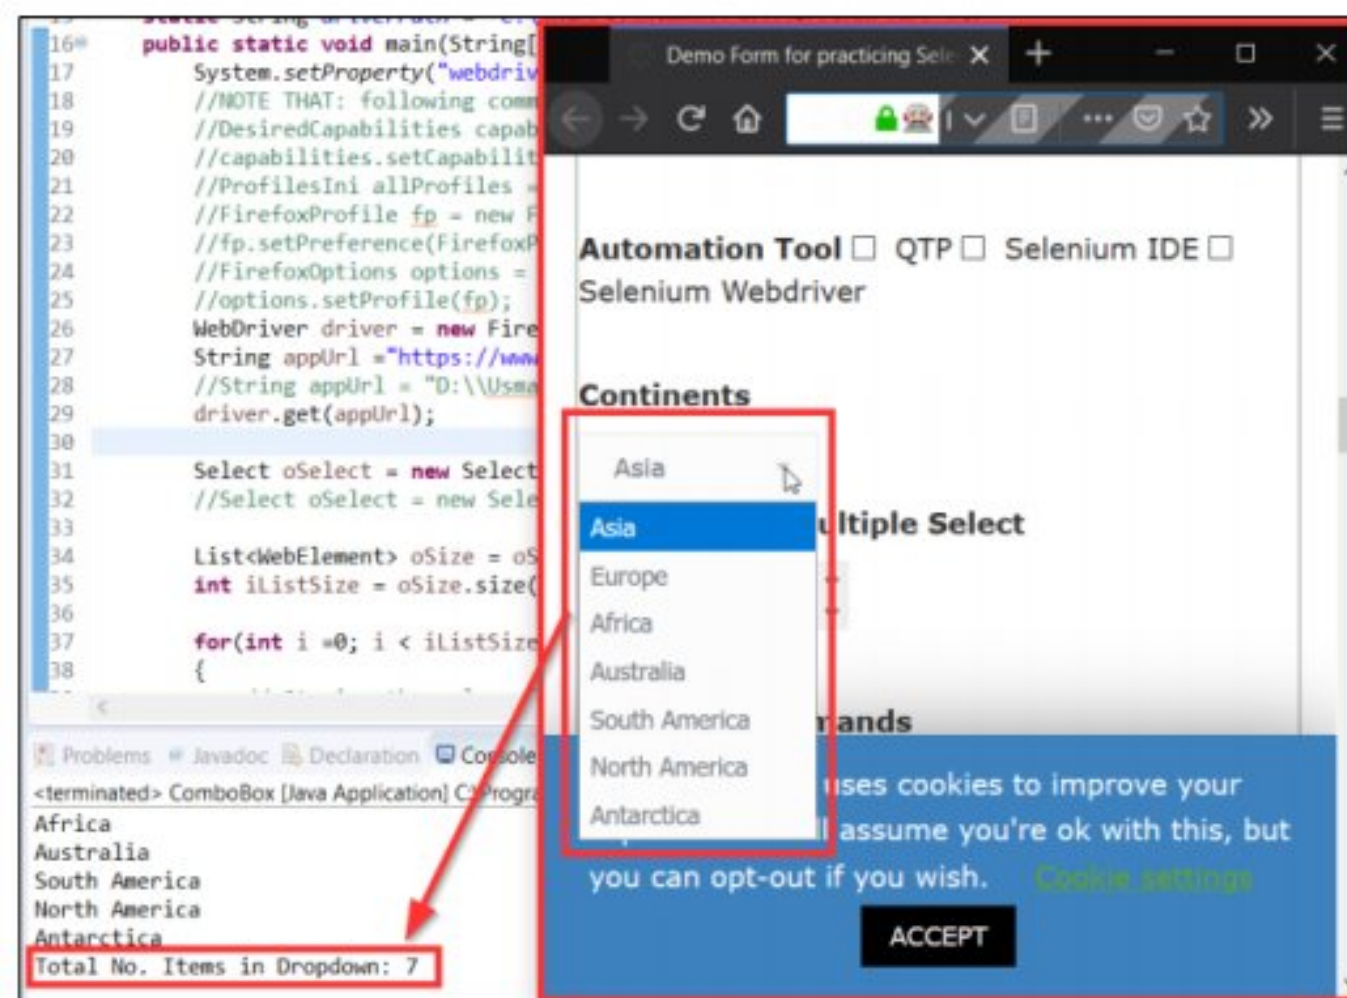 16 public static void main(String[
17 System.setProperty("webdriv
18 //NOTE THAT: following comm
19 //DesiredCapabilities capab
20 //capabilities.setCapabilit
21 //ProfilesIni allProfiles =
22 //FirefoxProfile fp = new F
23 //fp.setPreference(FirefoxP
24 //FirefoxOptions options =
25 //options.setProfile(fp);
26 WebDriver driver = new Fire
27 String appUrl ="https://www
28 //String appUrl = "D:\\Usma
29 driver.get(appUrl);
30
31 Select oSelect = new Select
32 //Select oSelect = new Sele
33
34 List<WebElement> oSize = oS
35 int iListSize = oSize.size(
36
37 for(int i =0; i < iListSize
38 {
Problems Javadoc Declaration Console
<terminated> ComboBox [Java Application] C:\Progra
Africa
Australia
South America
North America
Antarctica
Total No. Items in Dropdown: 7
Demo Form for practicing Sele
Automation Tool QTP Selenium IDE
Selenium Webdriver
Continents
Asia
Asia
Europe
Africa
Australia
South America
North America
Antarctica
ultiple Select
mands
uses cookies to improve your
assume you're ok with this, but
you can opt-out if you wish. Cookie settings
ACCEPT